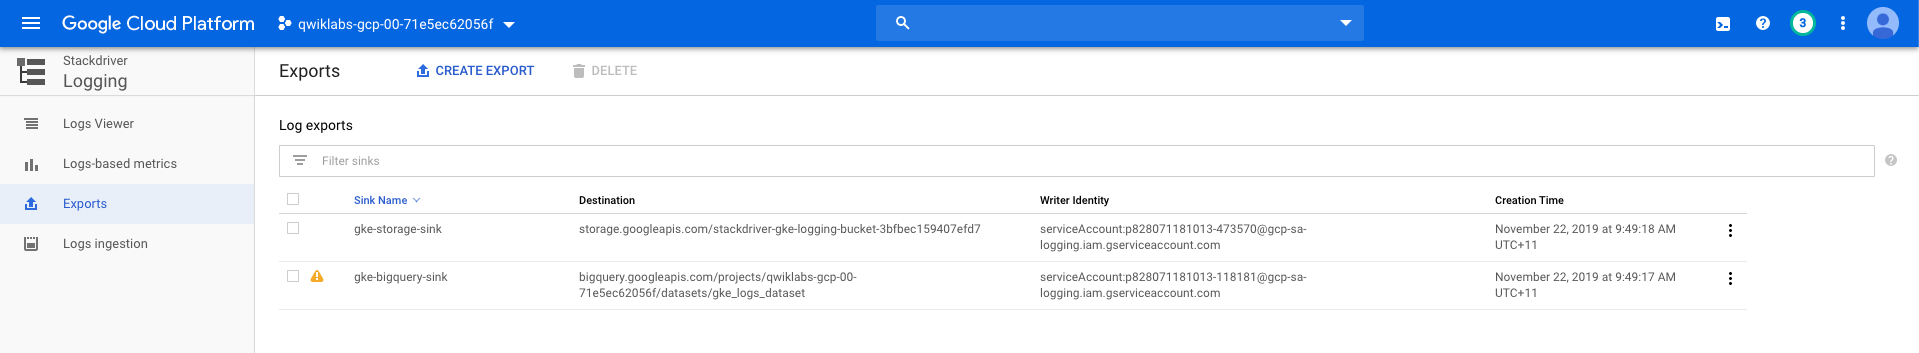 Google Cloud Platform
qwiklabs-gcp-00-71e5ec62056f
3
Stackdriver
Logging
Exports
CREATE EXPORT
DELETE
Logs Viewer
Logs-based metrics
Exports
Logs ingestion
Log exports
Filter sinks
Sink Name
Destination
Writer Identity
Creation Time
gke-storage-sink
storage.googleapis.com/stackdriver-gke-logging-bucket-3bfbec159407efd7
serviceAccount:p828071181013-473570@gcp-sa-
logging.iam.gserviceaccount.com
November 22, 2019 at 9:49:18 AM
UTC+11
gke-bigquery-sink
bigquery.googleapis.com/projects/qwiklabs-gcp-00-
71e5ec62056f/datasets/gke_logs_dataset
serviceAccount:p828071181013-118181@gcp-sa-
logging.iam.gserviceaccount.com
November 22, 2019 at 9:49:17 AM
UTC+11